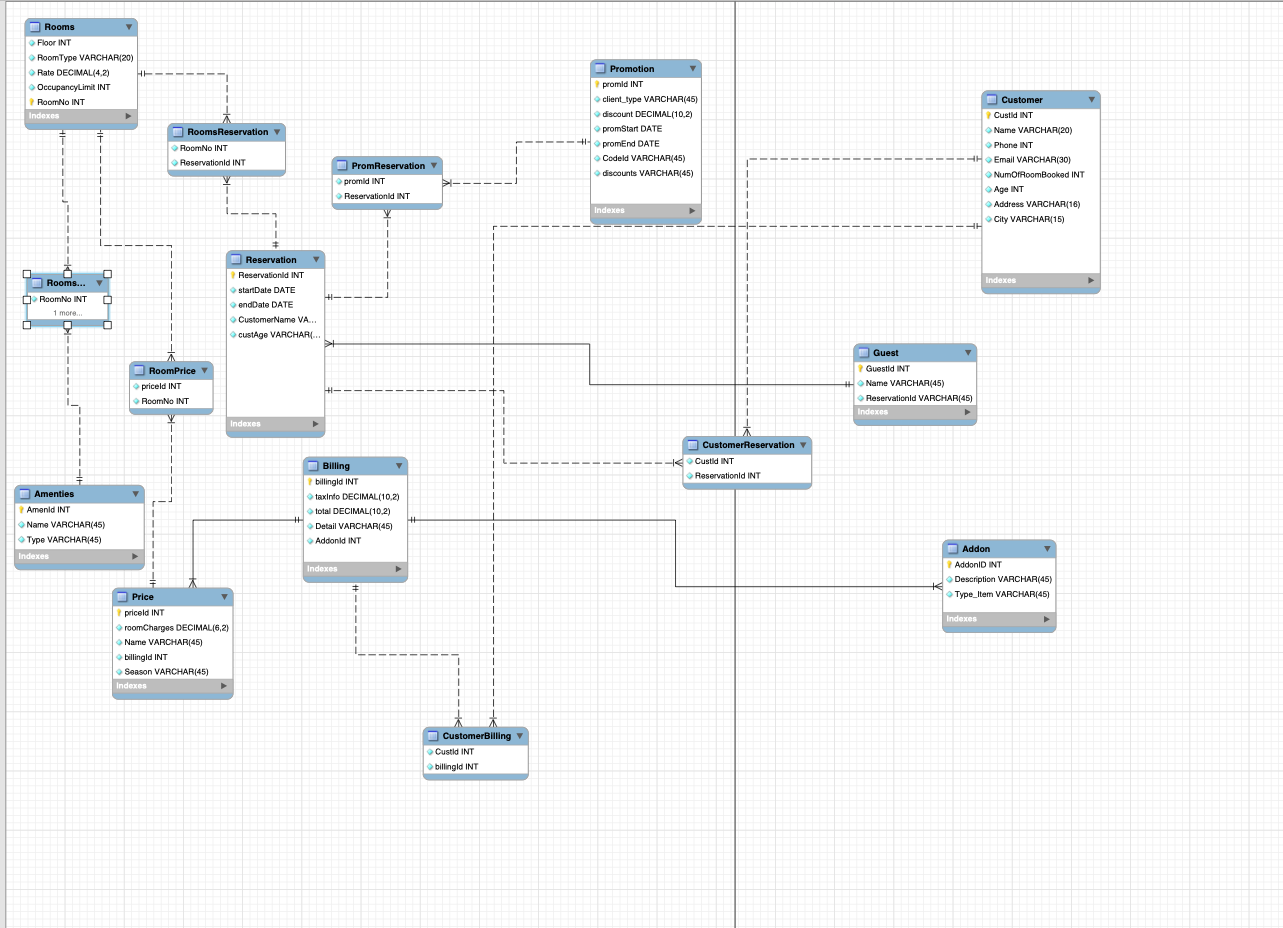 Rooms
Floor INT
RoomType VARCHAR(20)
Rate DECIMAL(4,2)
OccupancyLimit INT
RoomNo INT
Indexes
RoomsReservation
RoomNo INT
ReservationId INT
PromReservation
promId INT
ReservationId INT
Promotion
promId INT
client_type VARCHAR(45)
discount DECIMAL(10,2)
promStart DATE
promEnd DATE
CodeId VARCHAR(45)
discounts VARCHAR(45)
Indexes
Customer
CustId INT
Name VARCHAR(20)
Phone INT
Email VARCHAR(30)
NumOfRoomBooked INT
Age INT
Address VARCHAR(16)
City VARCHAR(15)
Indexes
Reservation
ReservationId INT
startDate DATE
endDate DATE
CustomerName VA...
custAge VARCHAR(...
Indexes
Rooms...
RoomNo INT
1 more...
RoomPrice
priceId INT
RoomNo INT
Guest
GuestId INT
Name VARCHAR(45)
ReservationId VARCHAR(45)
Indexes
CustomerReservation
CustId INT
ReservationId INT
Billing
billingId INT
taxInfo DECIMAL(10,2)
total DECIMAL(10,2)
Detail VARCHAR(45)
AddonId INT
Indexes
Amenties
AmenId INT
Name VARCHAR(45)
Type VARCHAR(45)
Indexes
Addon
AddonID INT
Description VARCHAR(45)
Type_Item VARCHAR(45)
Indexes
Price
priceId INT
roomCharges DECIMAL(6,2)
Name VARCHAR(45)
billingId INT
Season VARCHAR(45)
Indexes
CustomerBilling
CustId INT
billingId INT